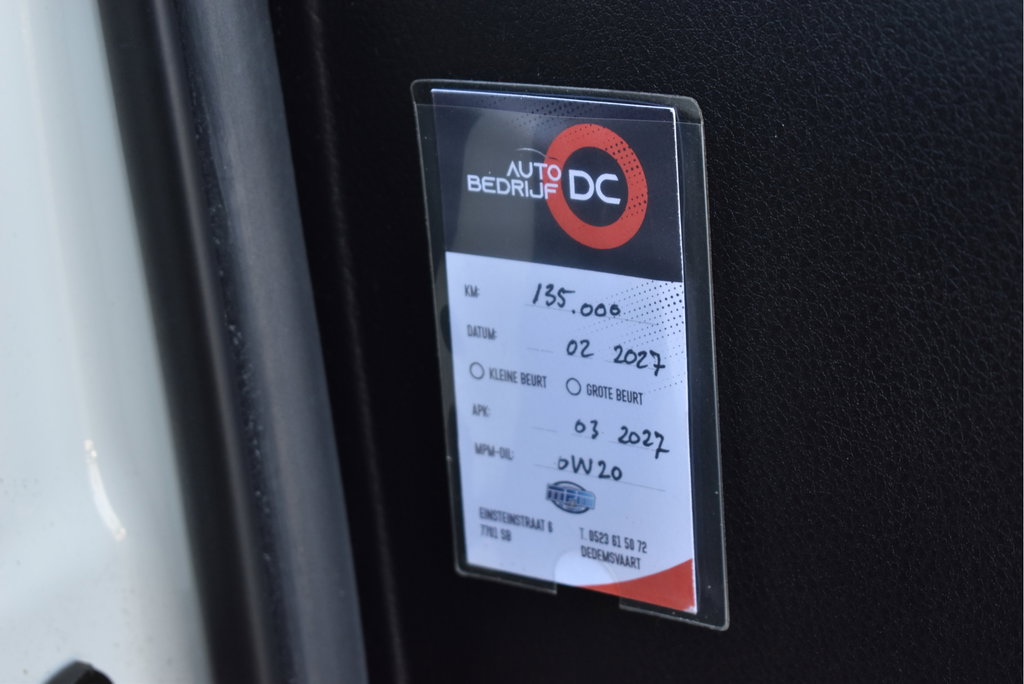 AUTO
BEDRIJF DC
KM: 135.000
DATUM: 02 2027
KLEINE BEURT GROTE BEURT
APK: 03 2027
MPM-OIL: 0W20
EINSTEINSTRAAT 6 T. 0523 61 50 72
7701 SB DEDEMSVAART